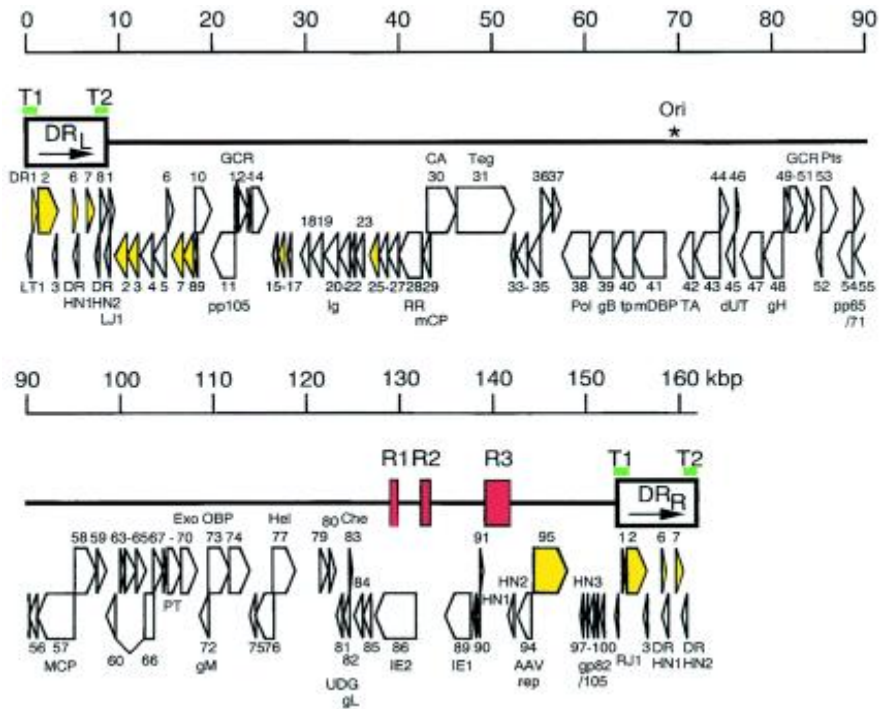 0 10 20 30 40 50 60 70 80 90
T1 T2
Ori
DR L
*
GCR CA Teg GCR Pts
DR1 2 6 7 81 6 10 12-14 30 31 3637 44 46 49-51 53
1819 23
LT1 3 DR DR 2 3 4 5 7 89 11 15-17 20-22 25-27 28 29 33-35 38 39 40 41 42 43 45 47 48 52 54 55
HN1 HN2 pp105 Ig RR Pol gB tp mDBP TA dUT gH pp65
LJ1 mCP /71
90 100 110 120 130 140 150 160 kbp
R1 R2 R3 T1 T2
DR R
Exo OBP Hel 80 Che
58 59 63-65 67-70 73 74 77 79 83 91 95 1 2 6 7
84 HN2 HN3
PT HN1
56 57 60 66 72 75 76 81 85 86 89 90 94 97-100 RJ1 3 DR DR
MCP gM 82 IE2 IE1 AAV gp82 HN1 HN2
UDG rep /105
gL